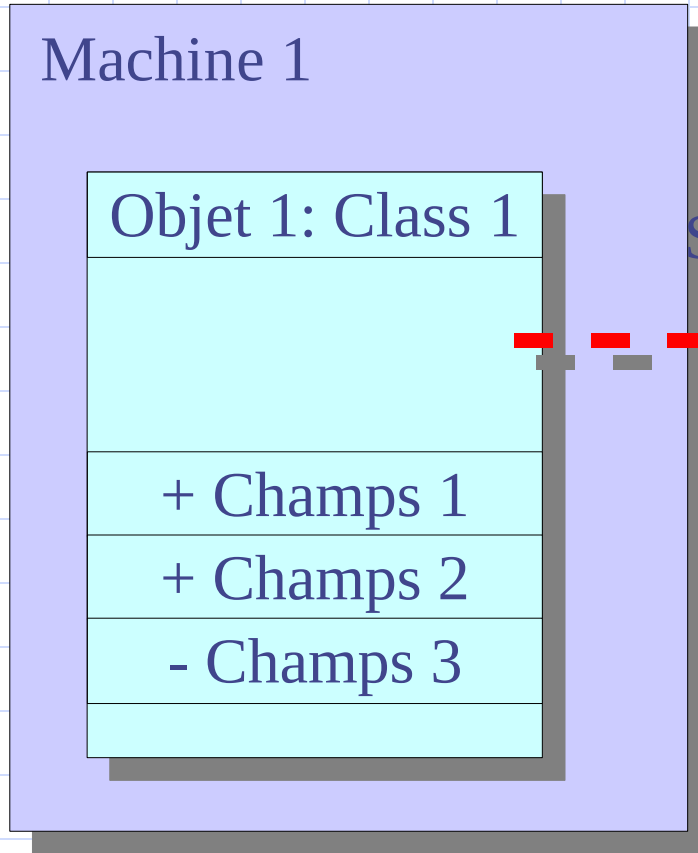 Machine 1
Objet 1: Class 1
+ Champs 1
+ Champs 2
- Champs 3